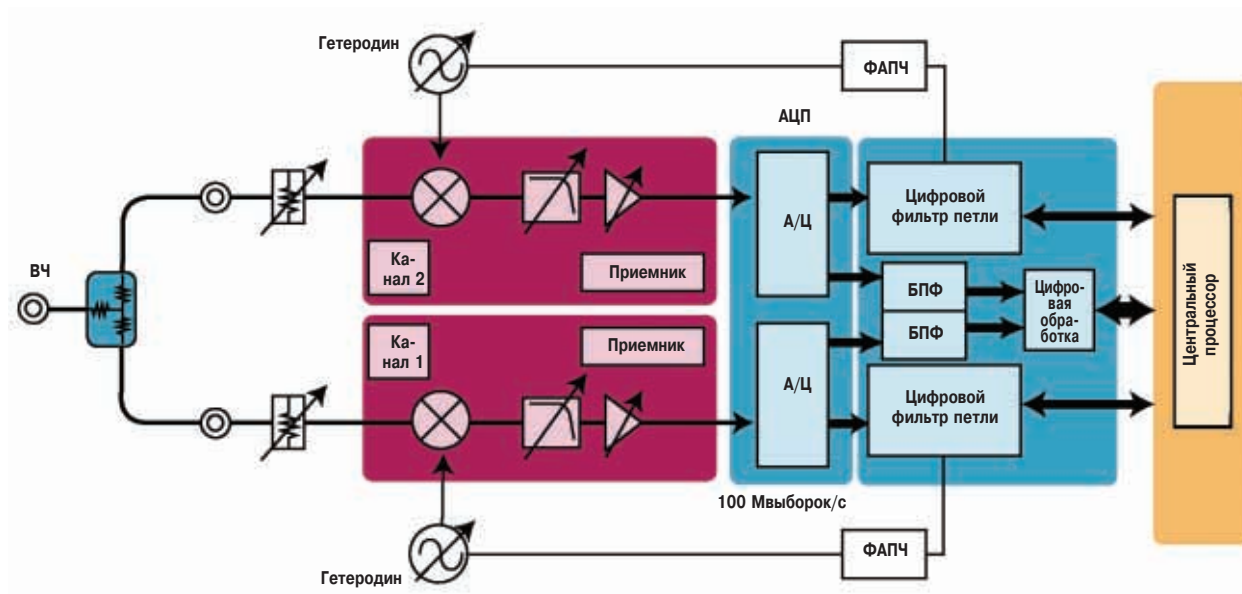 Гетеродин
ФАПЧ
АЦП
ВЧ
Ка-
нал 2
Приемник
А/Ц
Цифровой
фильтр петли
БПФ
БПФ
Цифро-
вая
обра-
ботка
Центральный
процессор
Ка-
нал 1
Приемник
А/Ц
Цифровой
фильтр петли
100 Мвыборок/с
Гетеродин
ФАПЧ